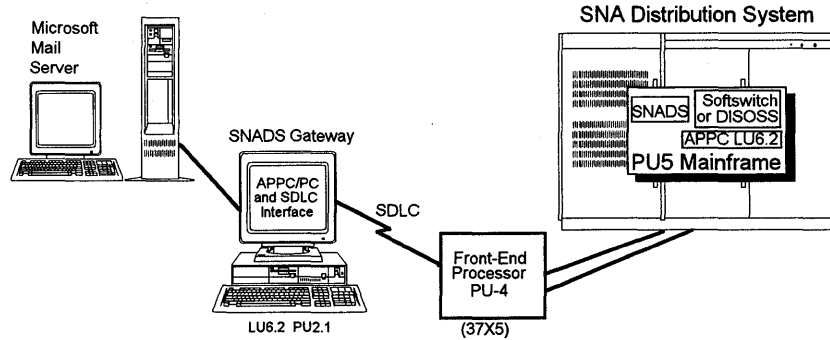 SNA Distribution System
Microsoft
Mail
Server
SNADS Gateway
APPC/PC
and SDLC
Interface
LU6.2 PU2.1
SDLC
Front-End
Processor
PU-4
(37X5)
SNADS
Softswitch
or DISOSS
APPC LU6.2
PU5 Mainframe